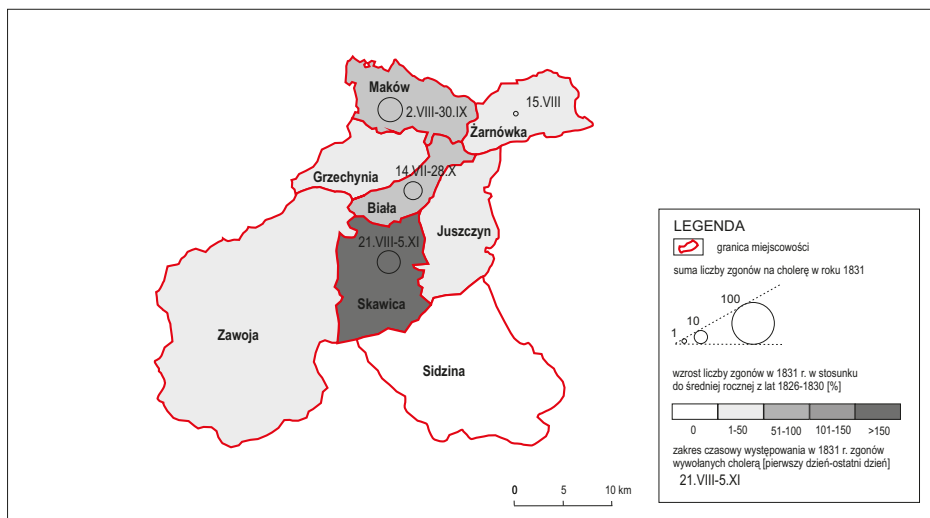 Maków
2.VIII-30.IX
15.VIII
Żarnówka
Grzechynia
14.VII-28.X
Biała
Juszczyn
21.VIII-5.XI
Skawica
Zawoja
Sidzina
0 5 10 km
LEGENDA
granica miejscowości
suma liczby zgonów na cholerę w roku 1831
1 10 100
wzrost liczby zgonów w 1831 r. w stosunku
do średniej rocznej z lat 1826-1830 [%]
0 1-50 51-100 101-150 >150
zakres czasowy występowania w 1831 r. zgonów
wywołanych cholerą [pierwszy dzień-ostatni dzień]
21.VIII-5.XI